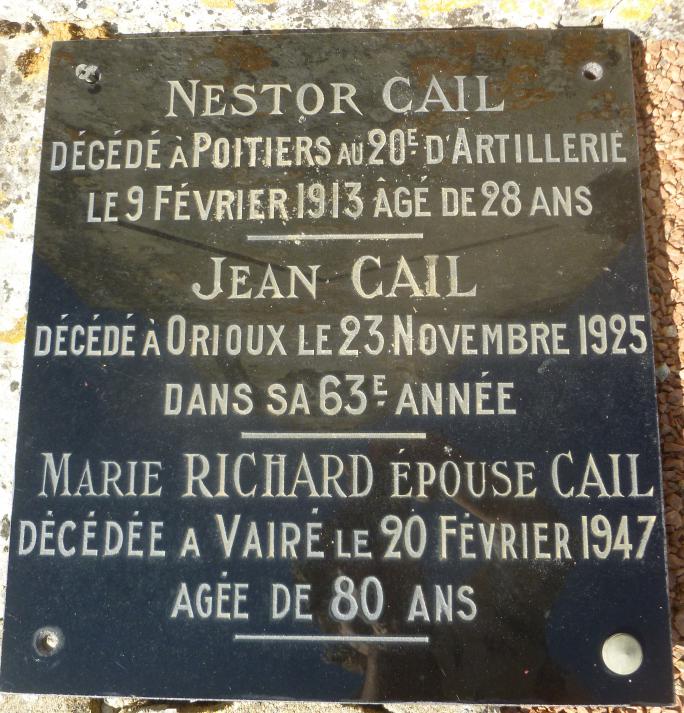 NESTOR CAIL
DÉCÉDÉ À POITIERS AU 20E D'ARTILLERIE
LE 9 FÉVRIER 1913 ÂGÉ DE 28 ANS
JEAN CAIL
DÉCÉDÉ À ORIOUX LE 23 NOVEMBRE 1925
DANS SA 63E ANNÉE
MARIE RICHARD ÉPOUSE CAIL
DÉCÉDÉE A VAIRÉ LE 20 FÉVRIER 1947
AGÉE DE 80 ANS